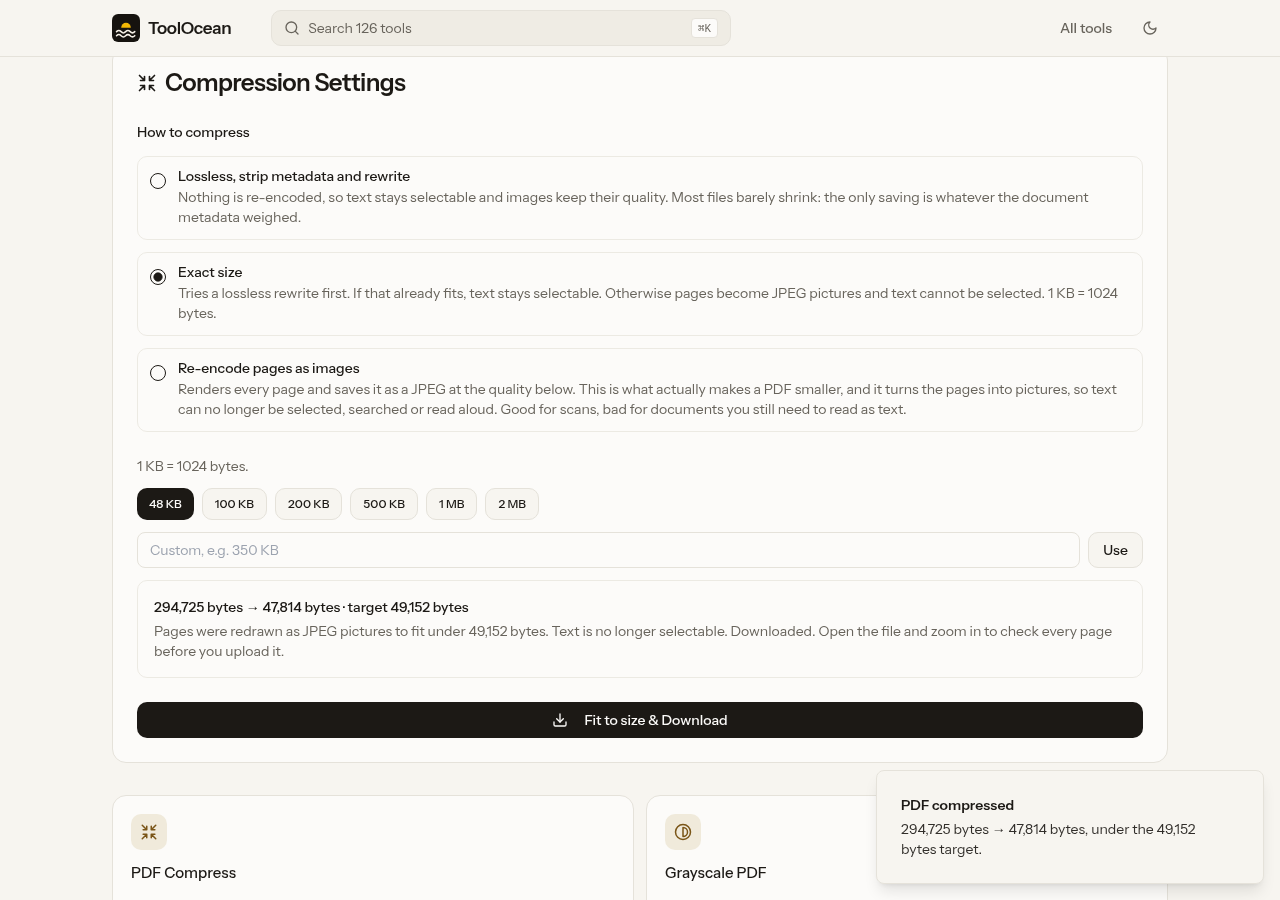 ToolOcean
Search 126 tools
⌘K
All tools
Compression Settings
How to compress
Lossless, strip metadata and rewrite
Nothing is re-encoded, so text stays selectable and images keep their quality. Most files barely shrink: the only saving is whatever the document
metadata weighed.
Exact size
Tries a lossless rewrite first. If that already fits, text stays selectable. Otherwise pages become JPEG pictures and text cannot be selected. 1 KB = 1024
bytes.
Re-encode pages as images
Renders every page and saves it as a JPEG at the quality below. This is what actually makes a PDF smaller, and it turns the pages into pictures, so text
can no longer be selected, searched or read aloud. Good for scans, bad for documents you still need to read as text.
1 KB = 1024 bytes.
48 KB
100 KB
200 KB
500 KB
1 MB
2 MB
Custom, e.g. 350 KB
Use
294,725 bytes → 47,814 bytes · target 49,152 bytes
Pages were redrawn as JPEG pictures to fit under 49,152 bytes. Text is no longer selectable. Downloaded. Open the file and zoom in to check every page
before you upload it.
Fit to size & Download
PDF Compress
Grayscale PDF
PDF compressed
294,725 bytes → 47,814 bytes, under the 49,152
bytes target.